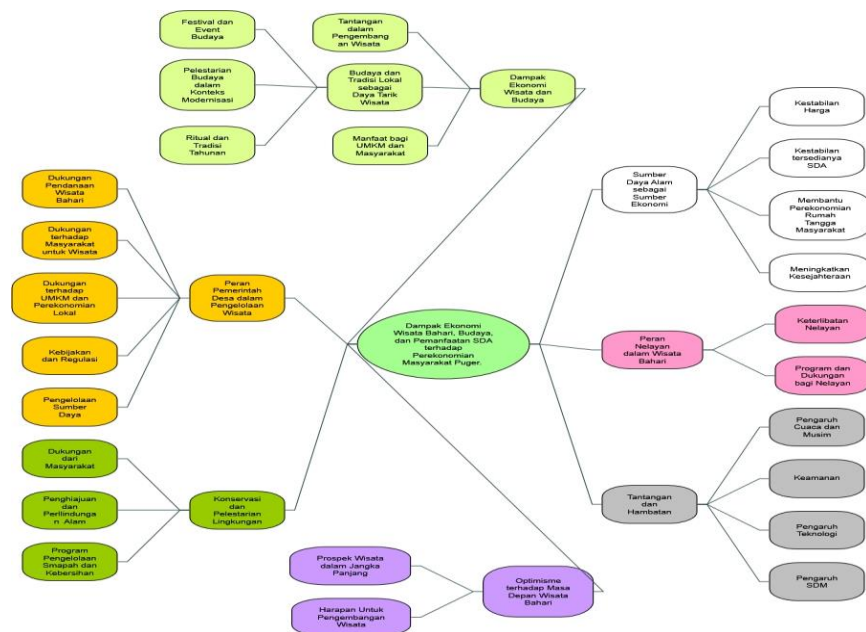 Festival dan
Event
Budaya
Pelestarian
Budaya
dalam
Konteks
Modernisasi
Ritual dan
Tradisi
Tahunan
Tantangan
dalam
Pengembang
an Wisata
Budaya dan
Tradisi Lokal
sebagai
Daya Tarik
Wisata
Manfaat bagi
UMKM dan
Masyarakat
Dampak
Ekonomi
Wisata dan
Budaya
Dukungan
Pendanaan
Wisata
Bahari
Dukungan
terhadap
Masyarakat
untuk Wisata
Dukungan
terhadap
UMKM dan
Perekonomian
Lokal
Kebijakan
dan Regulasi
Pengelolaan
Sumber
Daya
Peran
Pemerintah
Desa dalam
Pengelolaan
Wisata
Dukungan
dari
Masyarakat
Penghiajuan
dan
Perllindunga
n Alam
Program
Pengelolaan
Smapah dan
Kebersihan
Konservasi
dan
Pelestarian
Lingkungan
Dampak Ekonomi
Wisata Bahari, Budaya,
dan Pemanfaatan SDA
terhadap
Perekonomian
Masyarakat Puger.
Prospek Wisata
dalam Jangka
Panjang
Harapan Untuk
Pengembangan
Wisata
Optimisme
terhadap Masa
Depan Wisata
Bahari
Sumber
Daya Alam
sebagai
Sumber
Ekonomi
Kestabilan
Harga
Kestabilan
tersedianya
SDA
Membantu
Perekonomian
Rumah
Tangga
Masyarakat
Meningkatkan
Kesejahteraan
Peran
Nelayan
dalam Wisata
Bahari
Keterlibatan
Nelayan
Program dan
Dukungan
bagi Nelayan
Tantangan
dan
Hambatan
Pengaruh
Cuaca dan
Musim
Keamanan
Pengaruh
Teknologi
Pengaruh
SDM